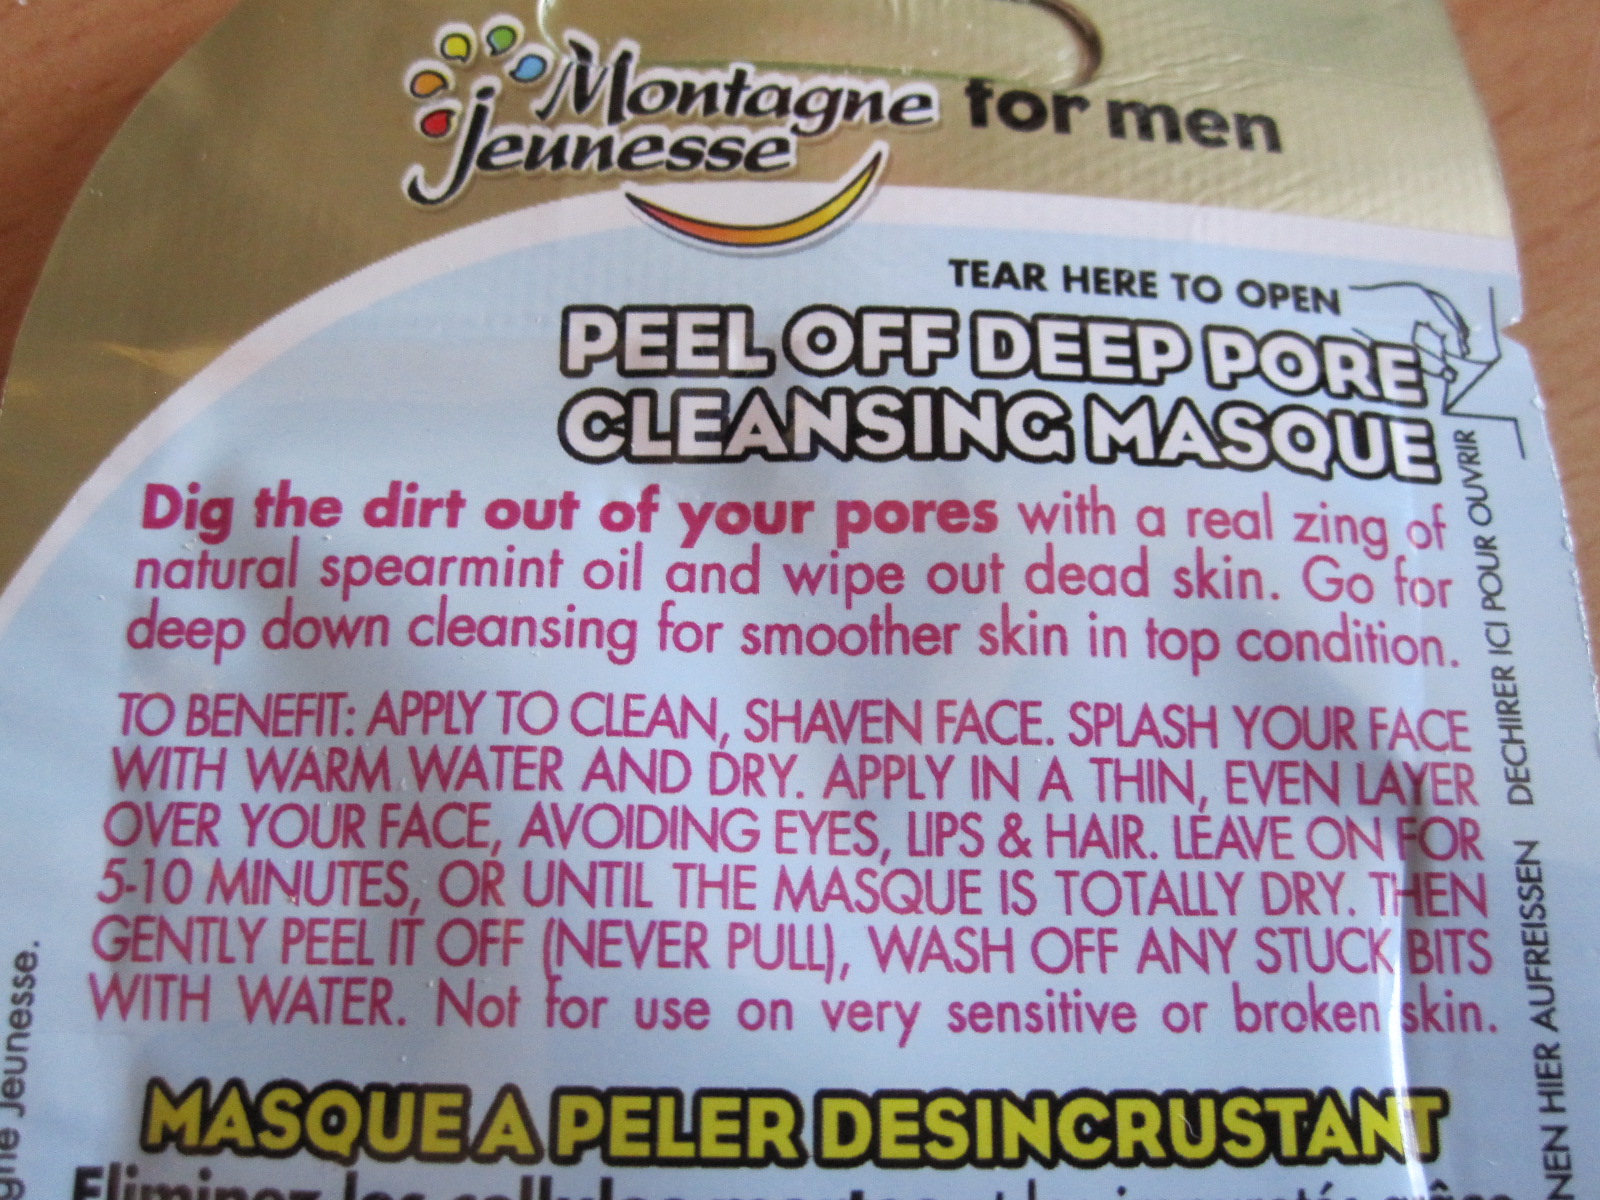 Montagne
Jeunesse
for men
TEAR HERE TO OPEN
PEEL OFF DEEP PORE
CLEANSING MASQUE
Dig the dirt out of your pores with a real zing of
natural spearmint oil and wipe out dead skin. Go for
deep down cleansing for smoother skin in top condition.
TO BENEFIT: APPLY TO CLEAN, SHAVEN FACE. SPLASH YOUR FACE
WITH WARM WATER AND DRY. APPLY IN A THIN, EVEN LAYER
OVER YOUR FACE, AVOIDING EYES, LIPS & HAIR. LEAVE ON FOR
5-10 MINUTES, OR UNTIL THE MASQUE IS TOTALLY DRY. THEN
GENTLY PEEL IT OFF (NEVER PULL), WASH OFF ANY STUCK BITS
WITH WATER. Not for use on very sensitive or broken skin.
MASQUE A PELER DESINCRUSTANT
Eliminez les cellules mortes
DECHIRER ICI POUR OUVRIR
NEN HIER AUFREISSEN
gne Jeunesse.